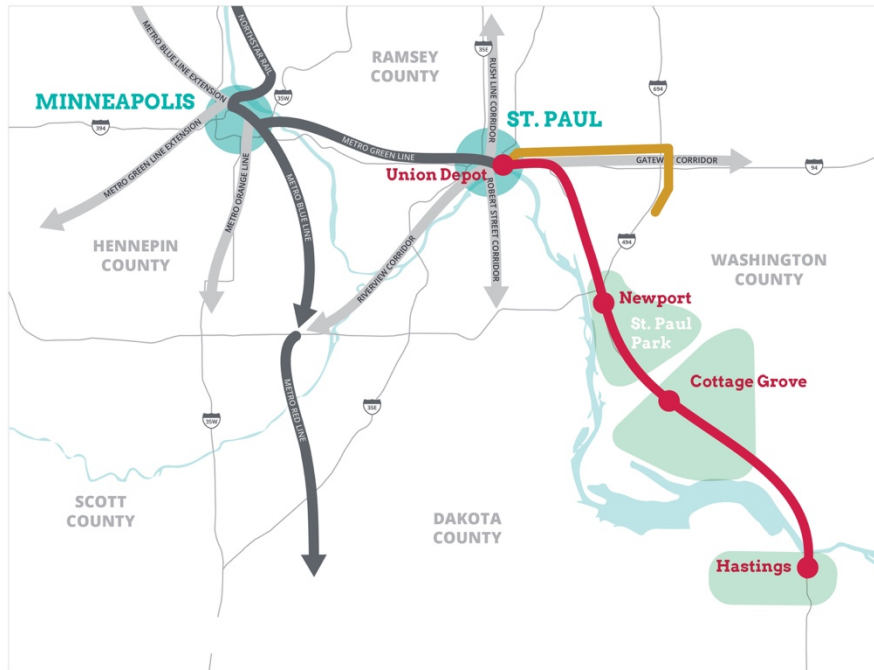 NORTHSTAR RAIL
METRO BLUE LINE EXTENSION
RAMSEY
COUNTY
35E
RUSH LINE CORRIDOR
694
MINNEAPOLIS
35W
ST. PAUL
394
METRO GREEN LINE EXTENSION
METRO ORANGE LINE
METRO GREEN LINE
METRO BLUE LINE
Union Depot
GATEWAY CORRIDOR
94
ROBERT STREET CORRIDOR
RIVERVIEW CORRIDOR
HENNEPIN
COUNTY
494
WASHINGTON
COUNTY
Newport
St. Paul
Park
Cottage Grove
METRO RED LINE
35W
35E
SCOTT
COUNTY
DAKOTA
COUNTY
Hastings